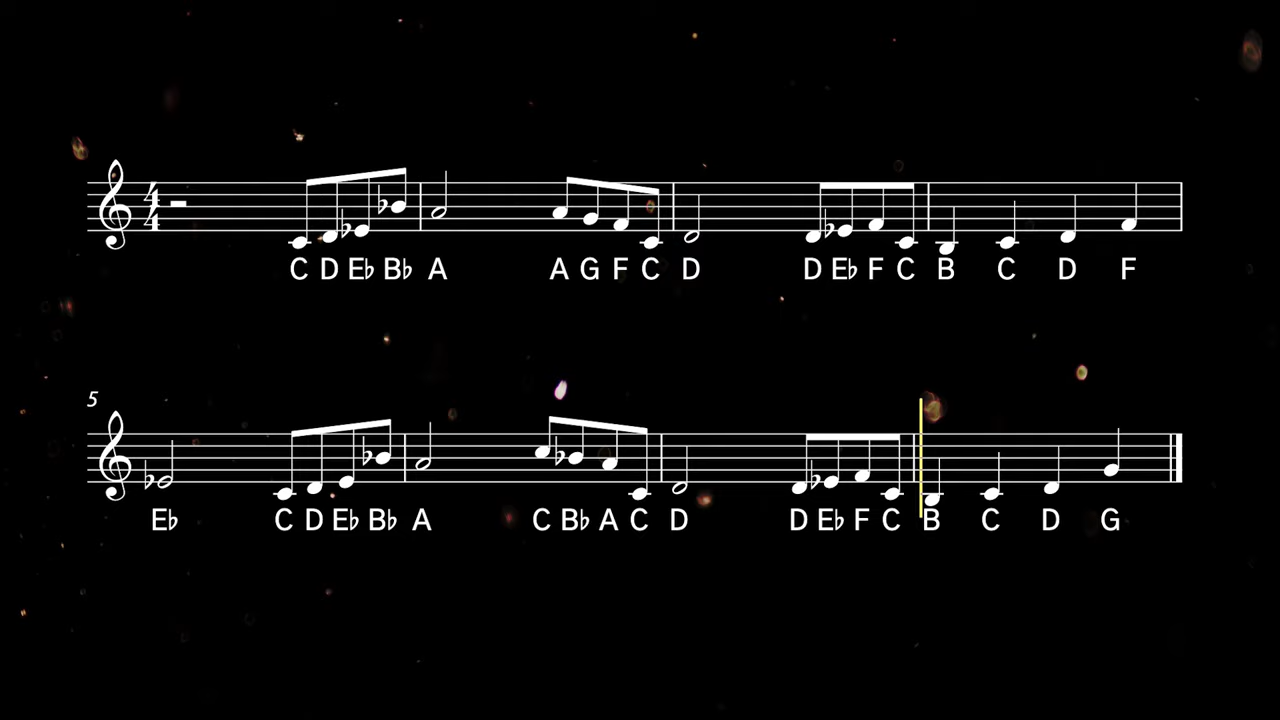 4
4
C D E♭ B♭ A A G F C D D E♭ F C B C D F
5
E♭ C D E♭ B♭ A C B♭ A C D D E♭ F C B C D G